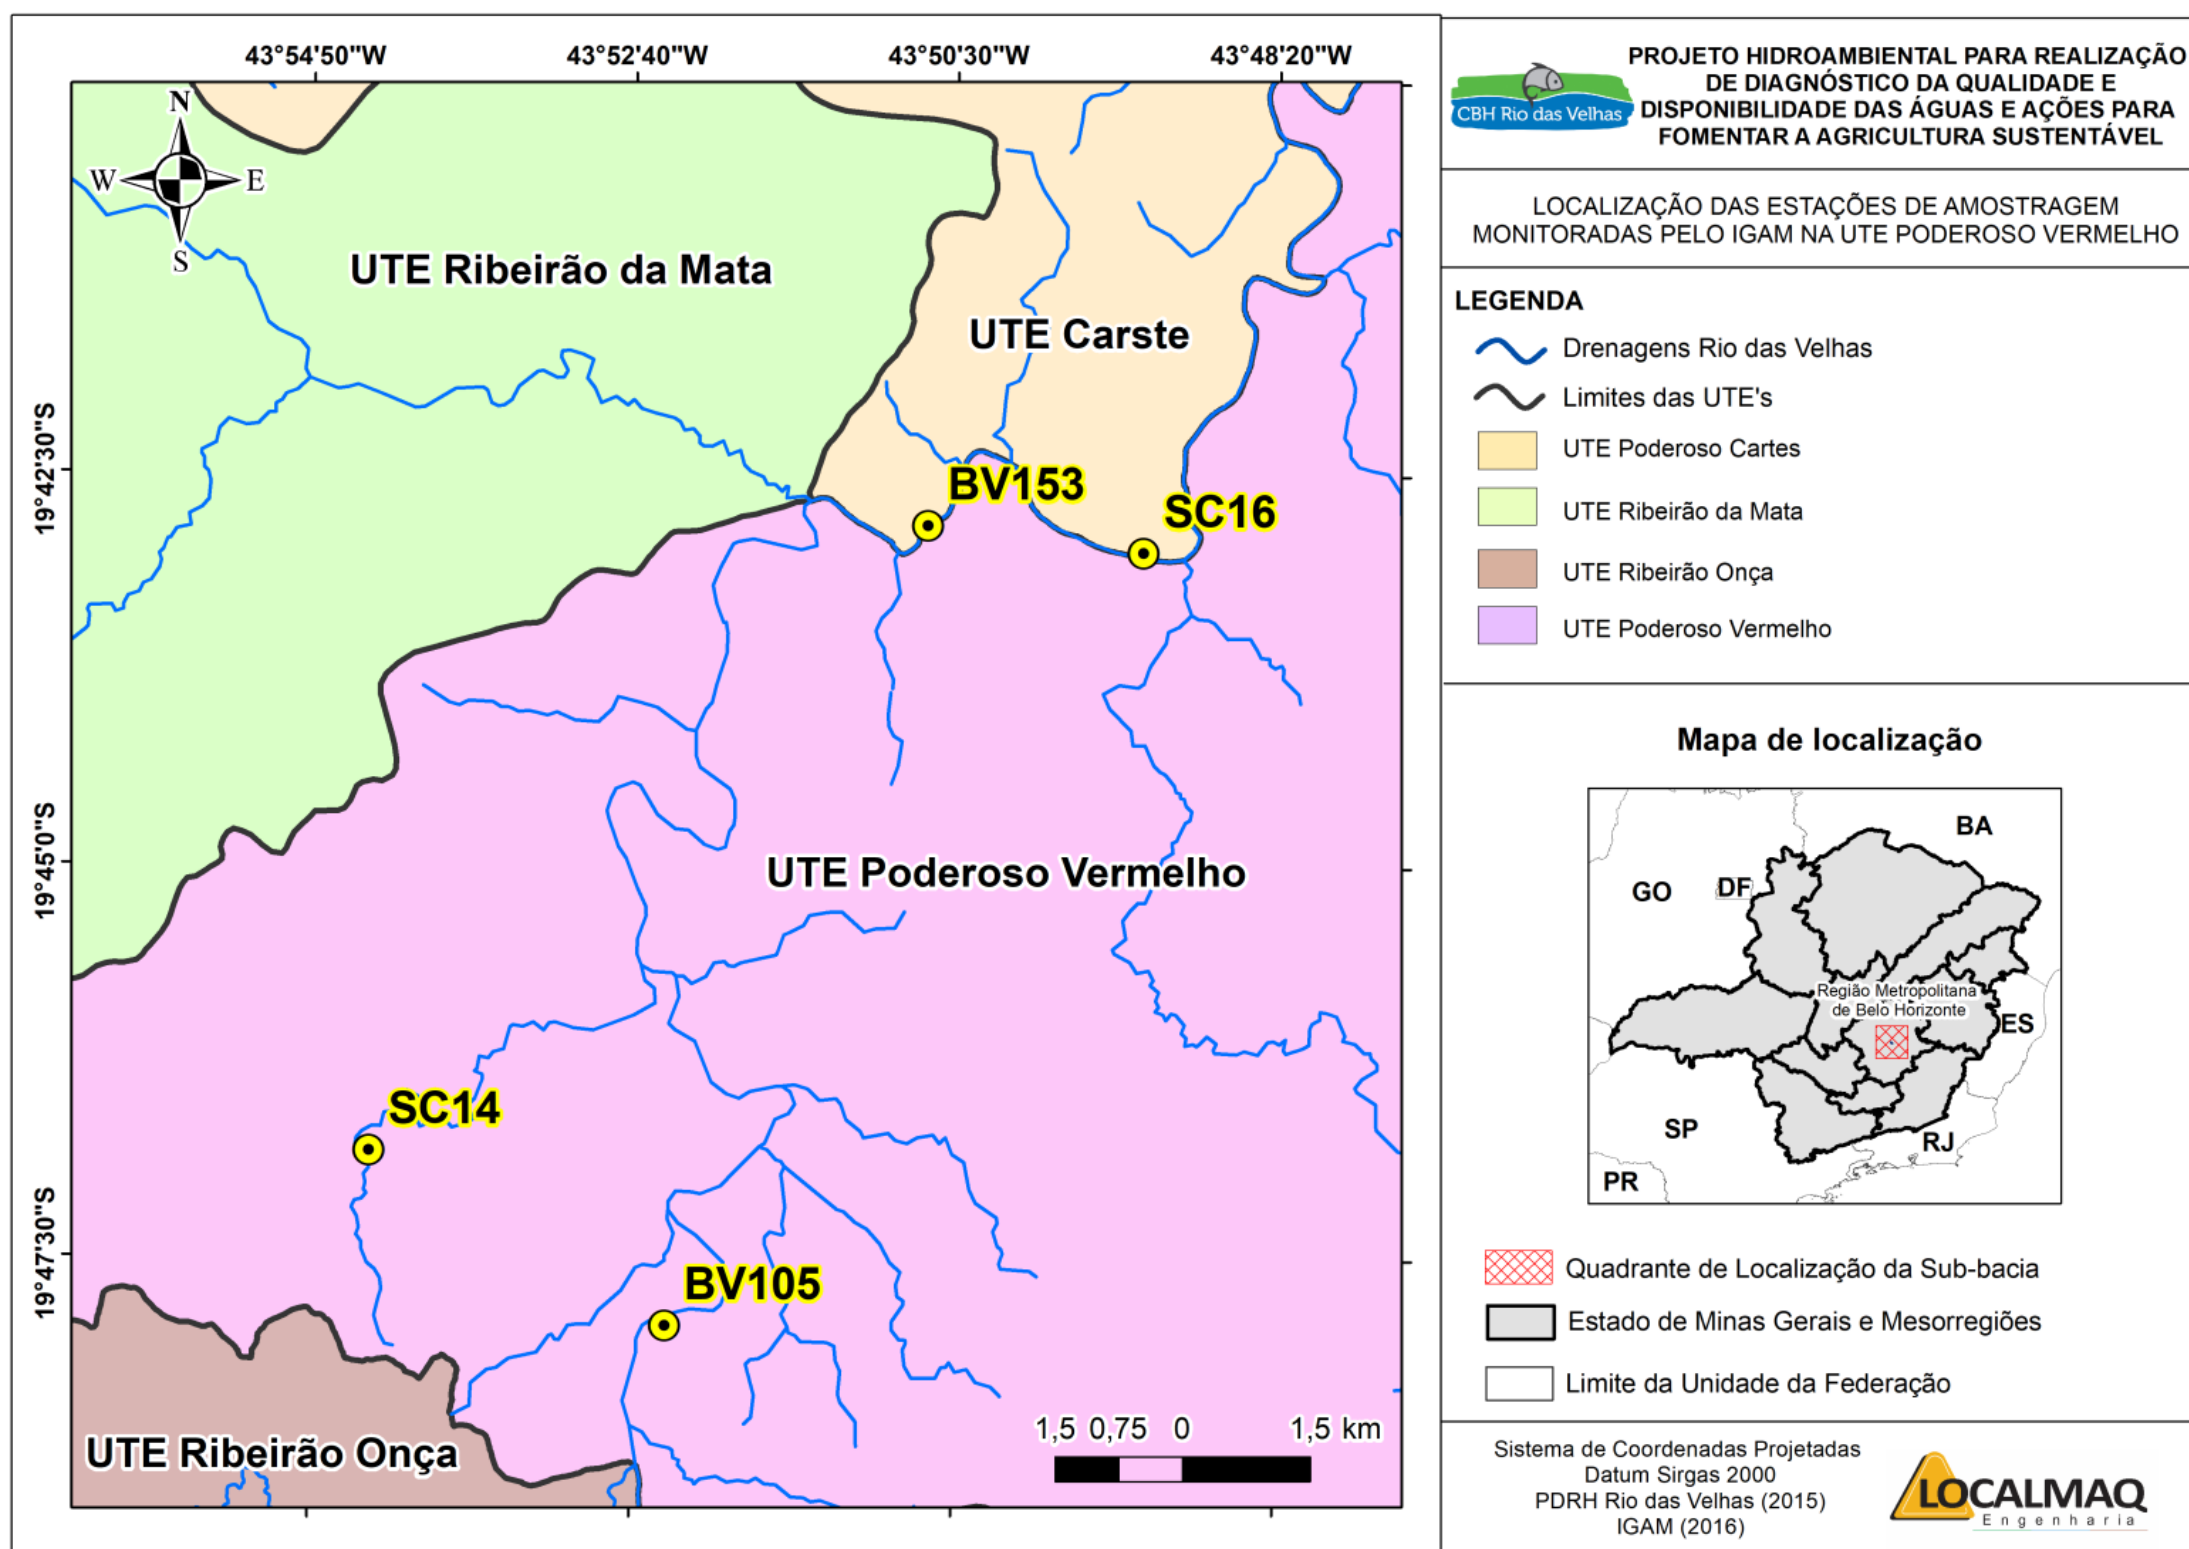 43°54'50"W
43°52'40"W
43°50'30"W
43°48'20"W
N
W
E
S
19°42'30"S
19°45'0"S
19°47'30"S
UTE Ribeirão da Mata
UTE Carste
BV153
SC16
UTE Poderoso Vermelho
SC14
BV105
UTE Ribeirão Onça
1,5 0,75 0 1,5 km
CBH Rio das Velhas
PROJETO HIDROAMBIENTAL PARA REALIZAÇÃO
DE DIAGNÓSTICO DA QUALIDADE E
DISPONIBILIDADE DAS ÁGUAS E AÇÕES PARA
FOMENTAR A AGRICULTURA SUSTENTÁVEL
LOCALIZAÇÃO DAS ESTAÇÕES DE AMOSTRAGEM
MONITORADAS PELO IGAM NA UTE PODEROSO VERMELHO
LEGENDA
Drenagens Rio das Velhas
Limites das UTE's
UTE Poderoso Cartes
UTE Ribeirão da Mata
UTE Ribeirão Onça
UTE Poderoso Vermelho
Mapa de localização
BA
GO
DF
Região Metropolitana
de Belo Horizonte
ES
SP
RJ
PR
Quadrante de Localização da Sub-bacia
Estado de Minas Gerais e Mesorregiões
Limite da Unidade da Federação
Sistema de Coordenadas Projetadas
Datum Sirgas 2000
PDRH Rio das Velhas (2015)
IGAM (2016)
LOCALMAQ
Engenharia